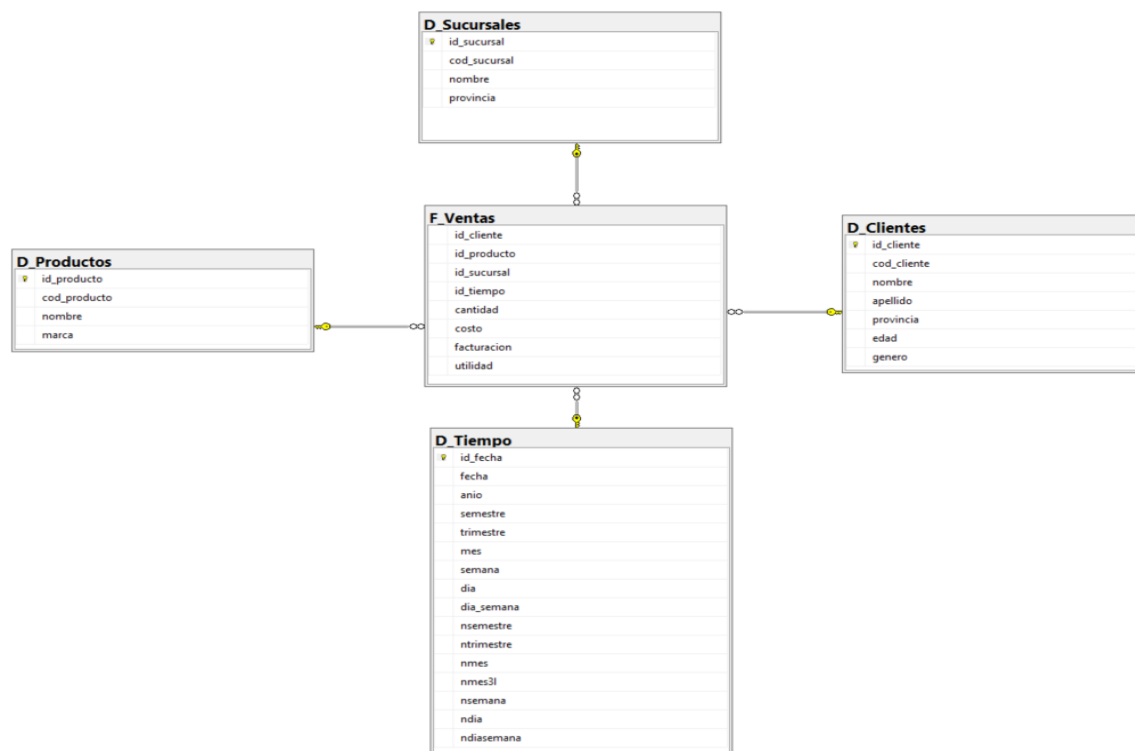 D_Sucursales
id_sucursal
cod_sucursal
nombre
provincia
F_Ventas
id_cliente
id_producto
id_sucursal
id_tiempo
cantidad
costo
facturacion
utilidad
D_Clientes
id_cliente
cod_cliente
nombre
apellido
provincia
edad
genero
D_Productos
id_producto
cod_producto
nombre
marca
D_Tiempo
id_fecha
fecha
anio
semestre
trimestre
mes
semana
dia
dia_semana
nsemestre
ntrimestre
nmes
nmes3l
nsemana
ndia
ndiasemana